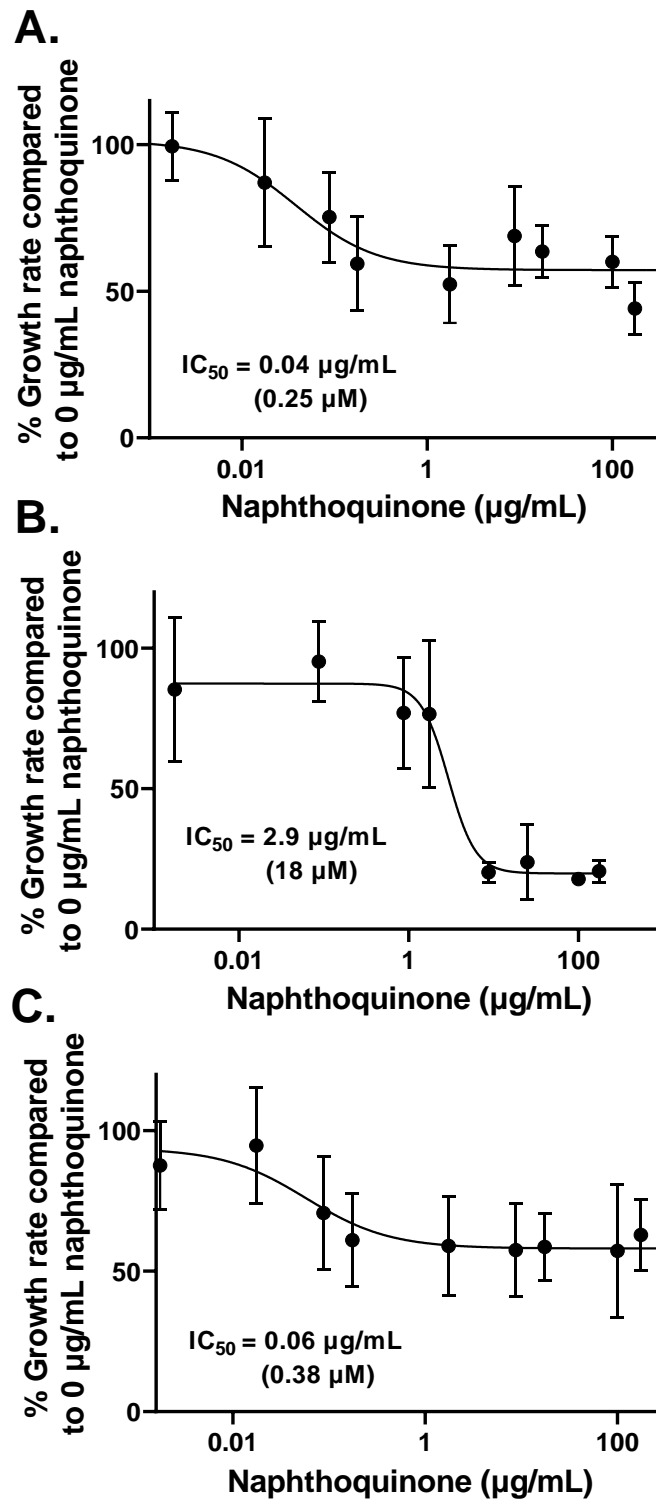 A.
% Growth rate compared
to 0 µg/mL naphthoquinone
100
50
0
IC50 = 0.04 µg/mL
(0.25 µM)
0.01 1 100
Naphthoquinone (µg/mL)
B.
% Growth rate compared
to 0 µg/mL naphthoquinone
100
50
0
IC50 = 2.9 µg/mL
(18 µM)
0.01 1 100
Naphthoquinone (µg/mL)
C.
% Growth rate compared
to 0 µg/mL naphthoquinone
100
50
0
IC50 = 0.06 µg/mL
(0.38 µM)
0.01 1 100
Naphthoquinone (µg/mL)